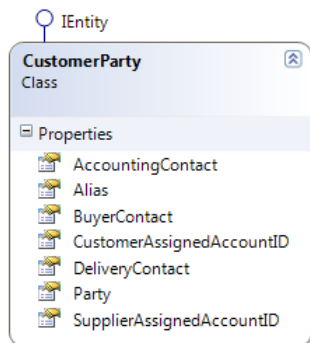 IEntity
CustomerParty
Class
Properties
AccountingContact
Alias
BuyerContact
CustomerAssignedAccountID
DeliveryContact
Party
SupplierAssignedAccountID